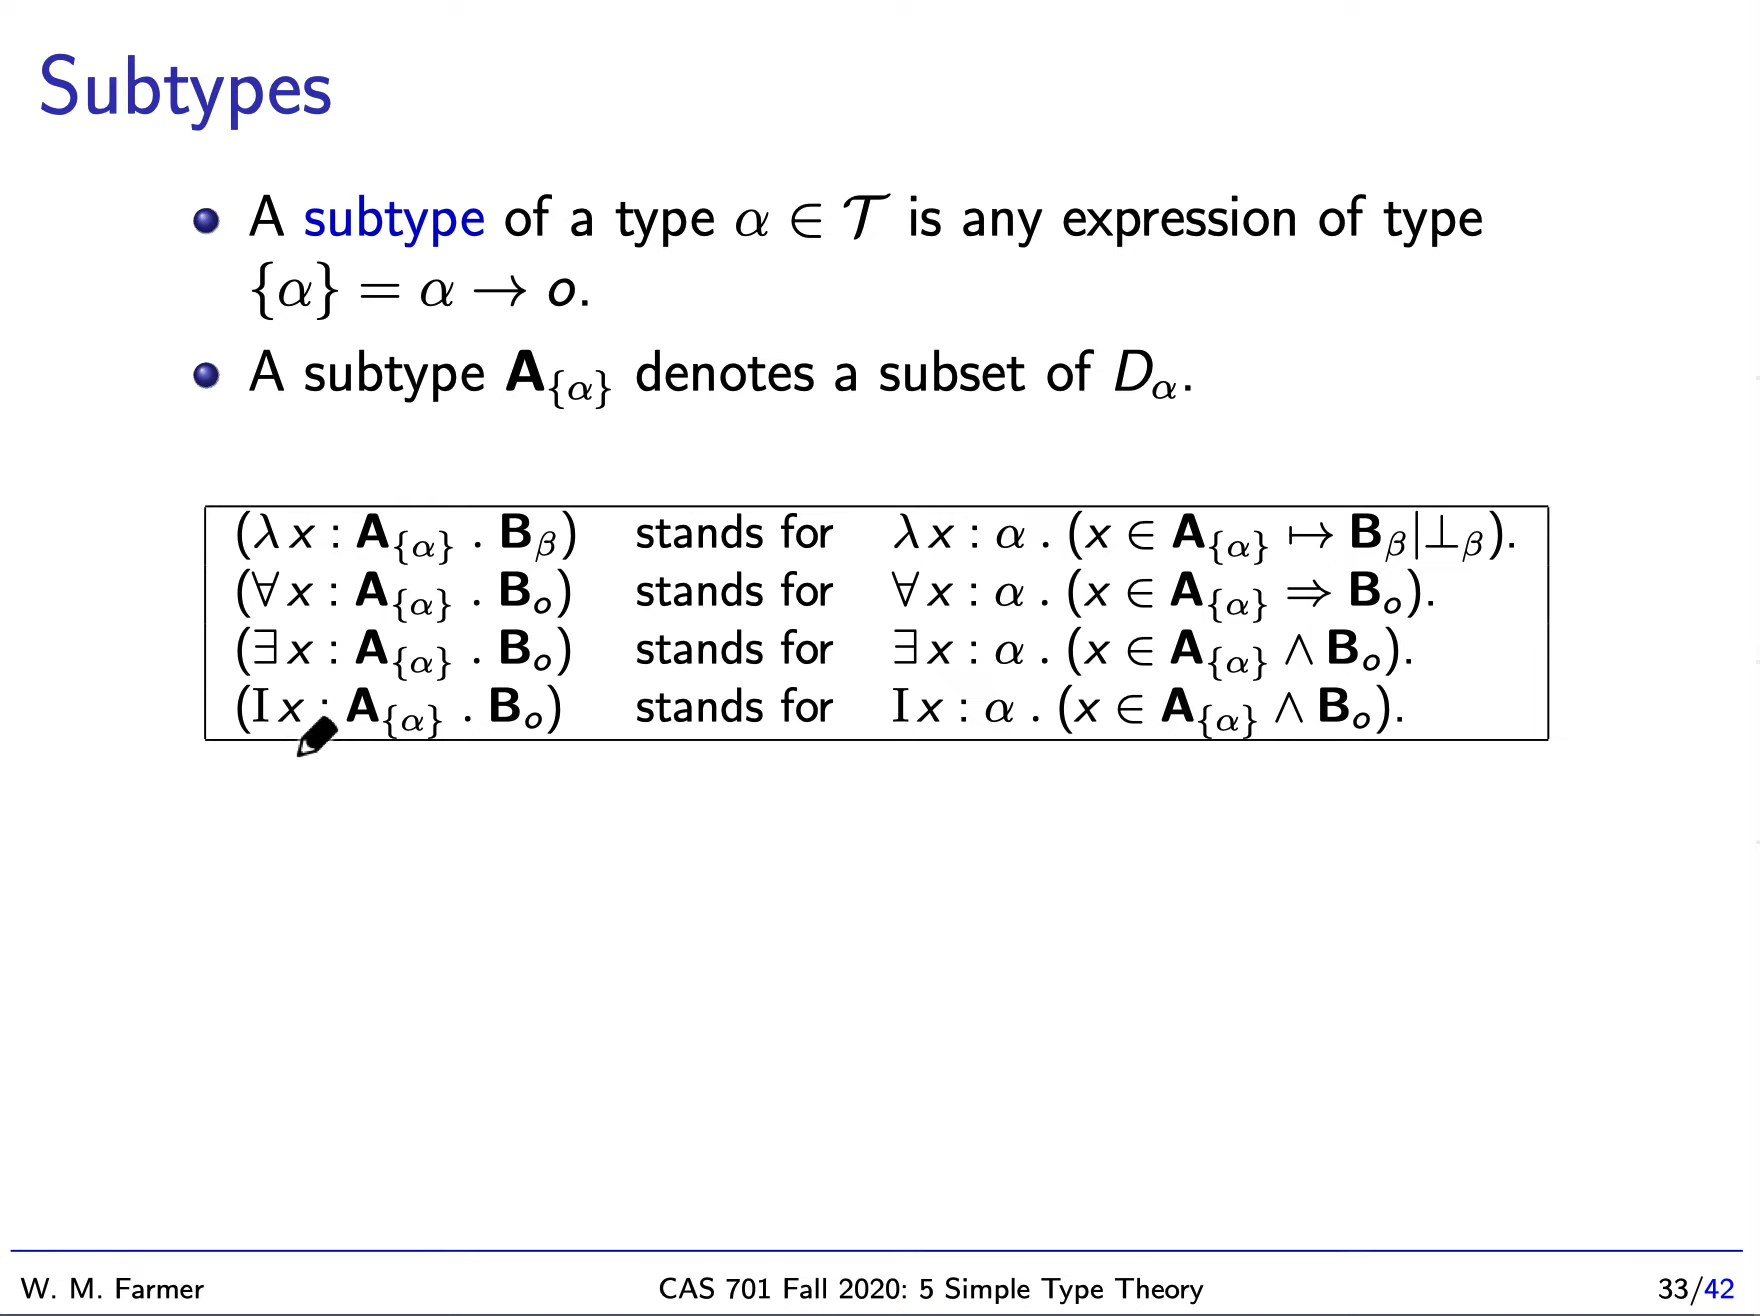 Subtypes
A subtype of a type α ∈ 𝒯 is any expression of type
{α} = α → o.
A subtype A_{α} denotes a subset of D_α.
(λ x : A_{α} . B_β) stands for λ x : α . (x ∈ A_{α} ↦ B_β | ⊥_β).
(∀ x : A_{α} . B_o) stands for ∀ x : α . (x ∈ A_{α} ⇒ B_o).
(∃ x : A_{α} . B_o) stands for ∃ x : α . (x ∈ A_{α} ∧ B_o).
(I x : A_{α} . B_o) stands for I x : α . (x ∈ A_{α} ∧ B_o).
W. M. Farmer CAS 701 Fall 2020: 5 Simple Type Theory 33/42